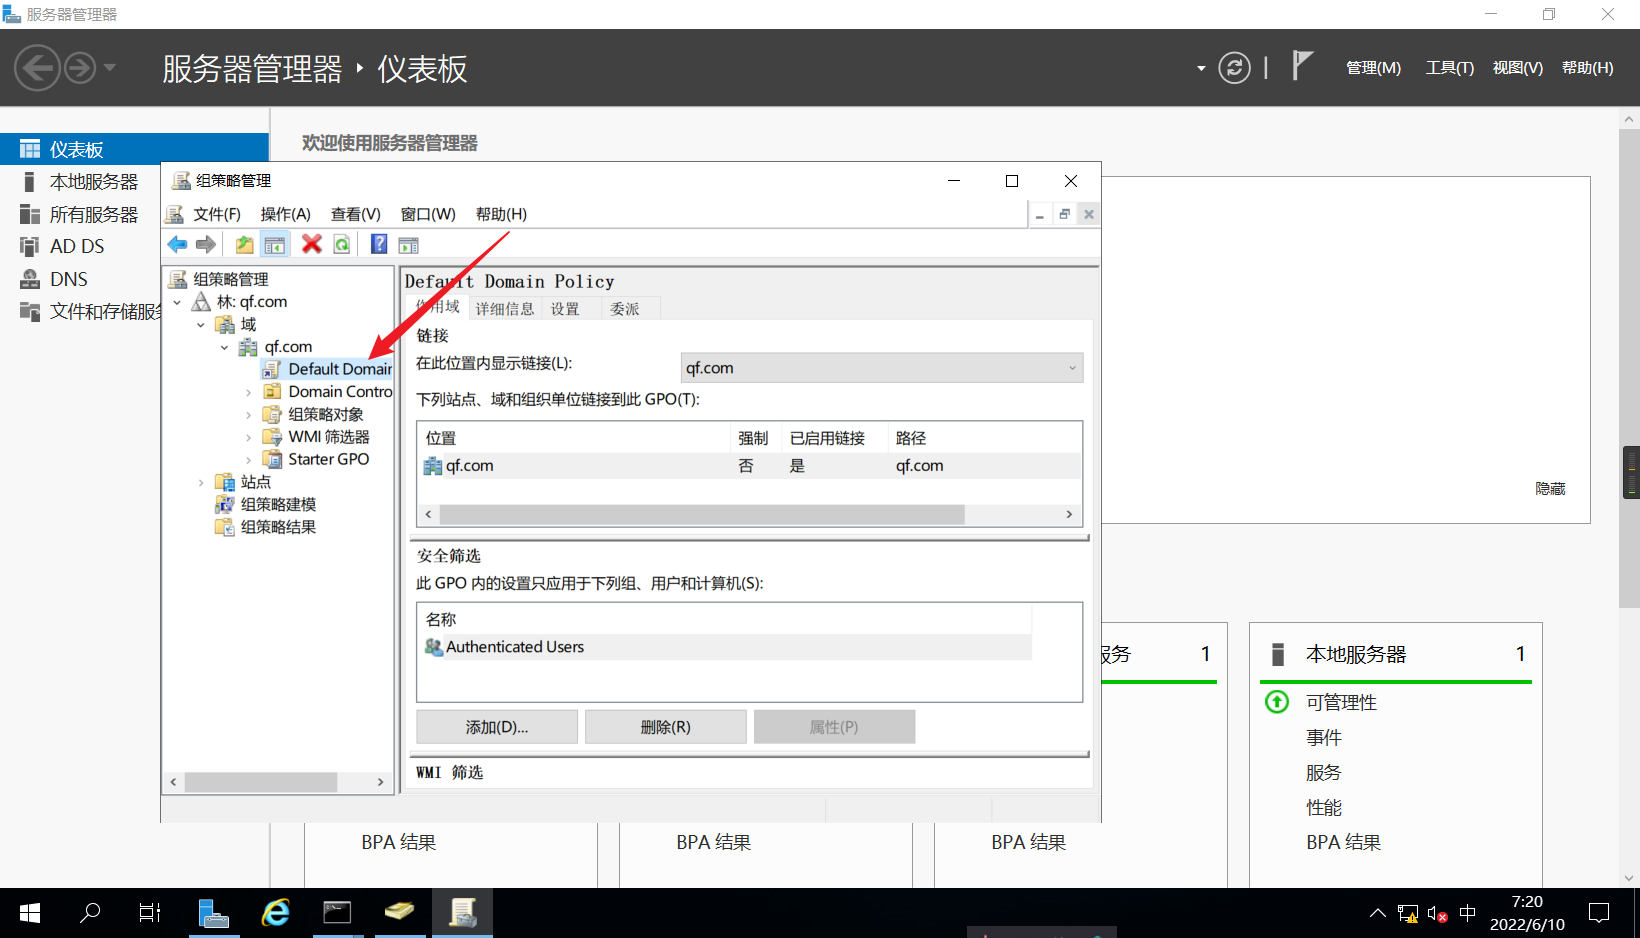 服务器管理器
服务器管理器 ‣ 仪表板
管理(M) 工具(T) 视图(V) 帮助(H)
仪表板
本地服务器
所有服务器
AD DS
DNS
文件和存储服务
欢迎使用服务器管理器
组策略管理
文件(F) 操作(A) 查看(V) 窗口(W) 帮助(H)
组策略管理
林: qf.com
域
qf.com
Default Domain
Domain Contro
组策略对象
WMI 筛选器
Starter GPO
站点
组策略建模
组策略结果
Default Domain Policy
作用域 详细信息 设置 委派
链接
在此位置内显示链接(L):
qf.com
下列站点、域和组织单位链接到此 GPO(T):
位置 强制 已启用链接 路径
qf.com 否 是 qf.com
安全筛选
此 GPO 内的设置只应用于下列组、用户和计算机(S):
名称
Authenticated Users
添加(D)... 删除(R) 属性(P)
WMI 筛选
隐藏
服务 1
本地服务器 1
可管理性
事件
服务
性能
BPA 结果
BPA 结果
BPA 结果
BPA 结果
中
7:20
2022/6/10